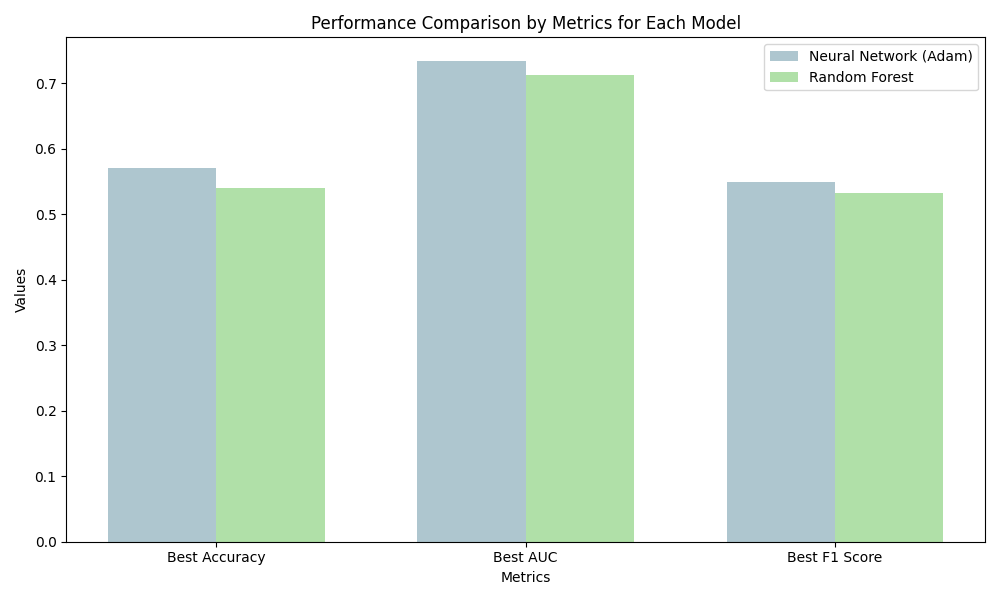 Performance Comparison by Metrics for Each Model
Neural Network (Adam)
Random Forest
Values
0.7
0.6
0.5
0.4
0.3
0.2
0.1
0.0
Best Accuracy
Best AUC
Best F1 Score
Metrics